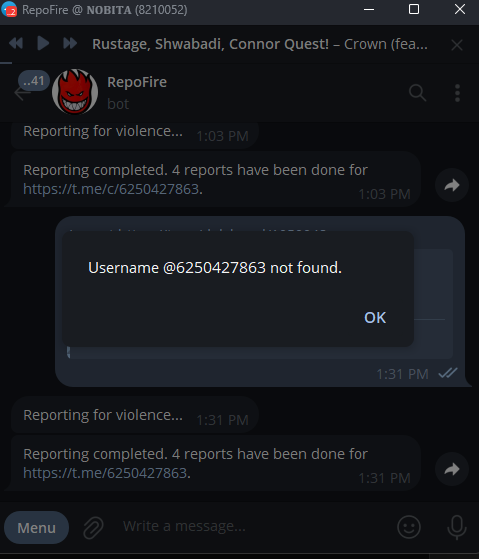 RepoFire @ NOBITA (8210052)
Rustage, Shwabadi, Connor Quest! – Crown (fea...
..41
RepoFire
bot
Reporting for violence... 1:03 PM
Reporting completed. 4 reports have been done for
https://t.me/c/6250427863. 1:03 PM
Username @6250427863 not found.
OK
1:31 PM
Reporting for violence... 1:31 PM
Reporting completed. 4 reports have been done for
https://t.me/6250427863. 1:31 PM
Menu
Write a message...